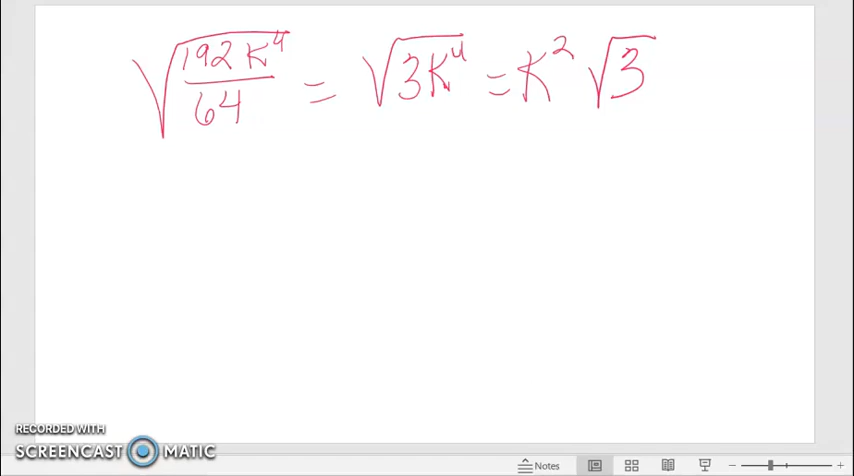 √(192K⁴/64) = √(3K⁴) = K² √3
RECORDED WITH
SCREENCAST MATIC
Notes